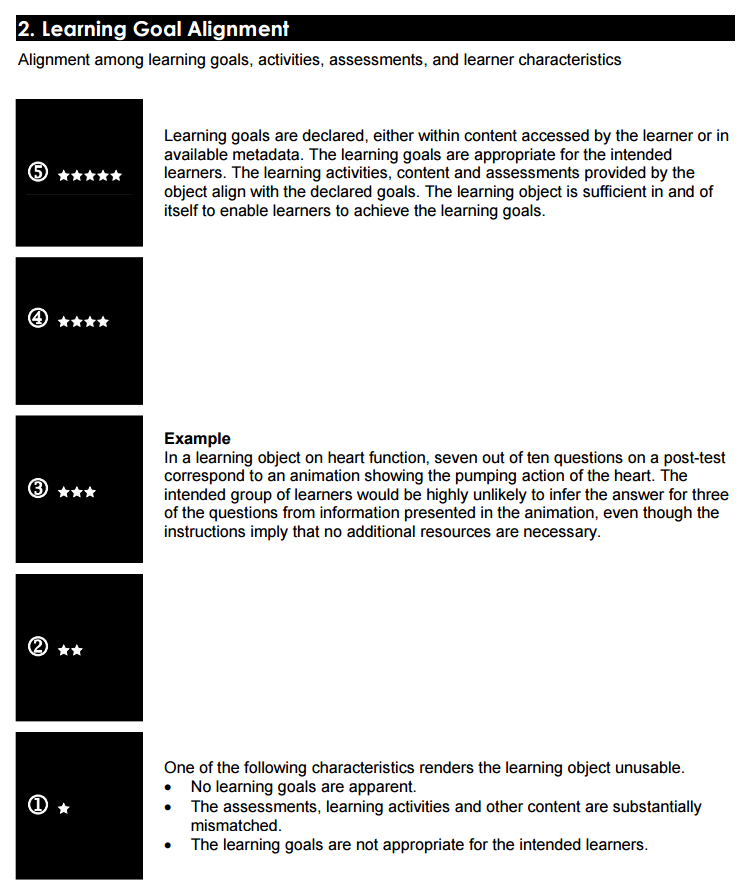 2. Learning Goal Alignment
Alignment among learning goals, activities, assessments, and learner characteristics
⑤ ★★★★★
Learning goals are declared, either within content accessed by the learner or in
available metadata. The learning goals are appropriate for the intended
learners. The learning activities, content and assessments provided by the
object align with the declared goals. The learning object is sufficient in and of
itself to enable learners to achieve the learning goals.
④ ★★★★
③ ★★★
Example
In a learning object on heart function, seven out of ten questions on a post-test
correspond to an animation showing the pumping action of the heart. The
intended group of learners would be highly unlikely to infer the answer for three
of the questions from information presented in the animation, even though the
instructions imply that no additional resources are necessary.
② ★★
① ★
One of the following characteristics renders the learning object unusable.
• No learning goals are apparent.
• The assessments, learning activities and other content are substantially
mismatched.
• The learning goals are not appropriate for the intended learners.